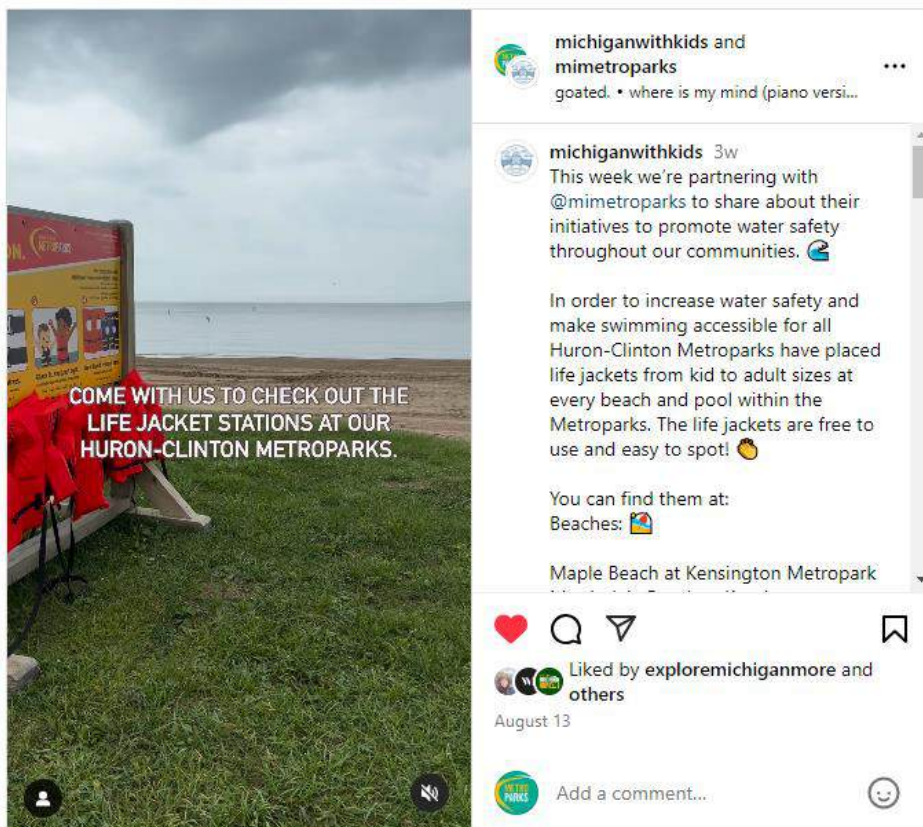 ON.
METROPARKS
COME WITH US TO CHECK OUT THE
LIFE JACKET STATIONS AT OUR
HURON-CLINTON METROPARKS.
michiganwithkids and
mimetroparks
goated. • where is my mind (piano versi...
michiganwithkids 3w
This week we're partnering with
@mimetroparks to share about their
initiatives to promote water safety
throughout our communities. 🌊
In order to increase water safety and
make swimming accessible for all
Huron-Clinton Metroparks have placed
life jackets from kid to adult sizes at
every beach and pool within the
Metroparks. The life jackets are free to
use and easy to spot! 👏
You can find them at:
Beaches: 🏖️
Maple Beach at Kensington Metropark
Liked by exploremichiganmore and
others
August 13
METRO
PARKS
Add a comment...